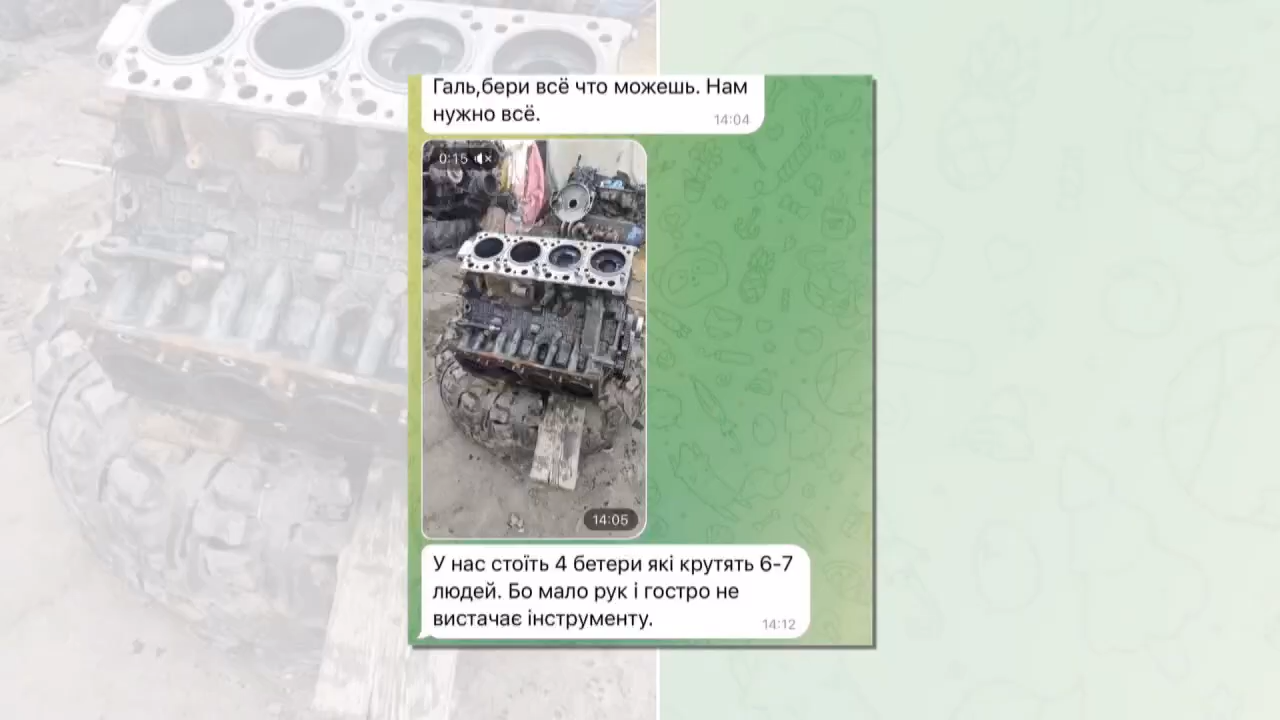 Галь,бери всё что можешь. Нам
нужно всё.
14:04
0:15
14:05
У нас стоїть 4 бетери які крутять 6-7
людей. Бо мало рук і гостро не
вистачає інструменту.
14:12